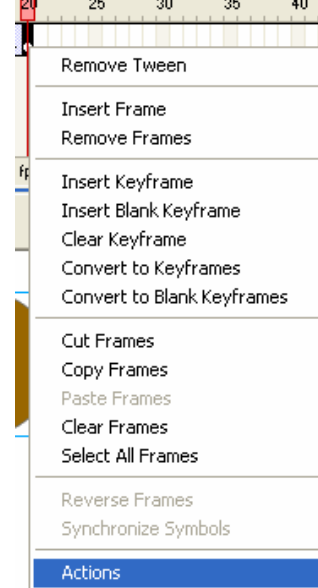 20 25 30 35 40
Remove Tween
Insert Frame
Remove Frames
Insert Keyframe
Insert Blank Keyframe
Clear Keyframe
Convert to Keyframes
Convert to Blank Keyframes
Cut Frames
Copy Frames
Paste Frames
Clear Frames
Select All Frames
Reverse Frames
Synchronize Symbols
Actions